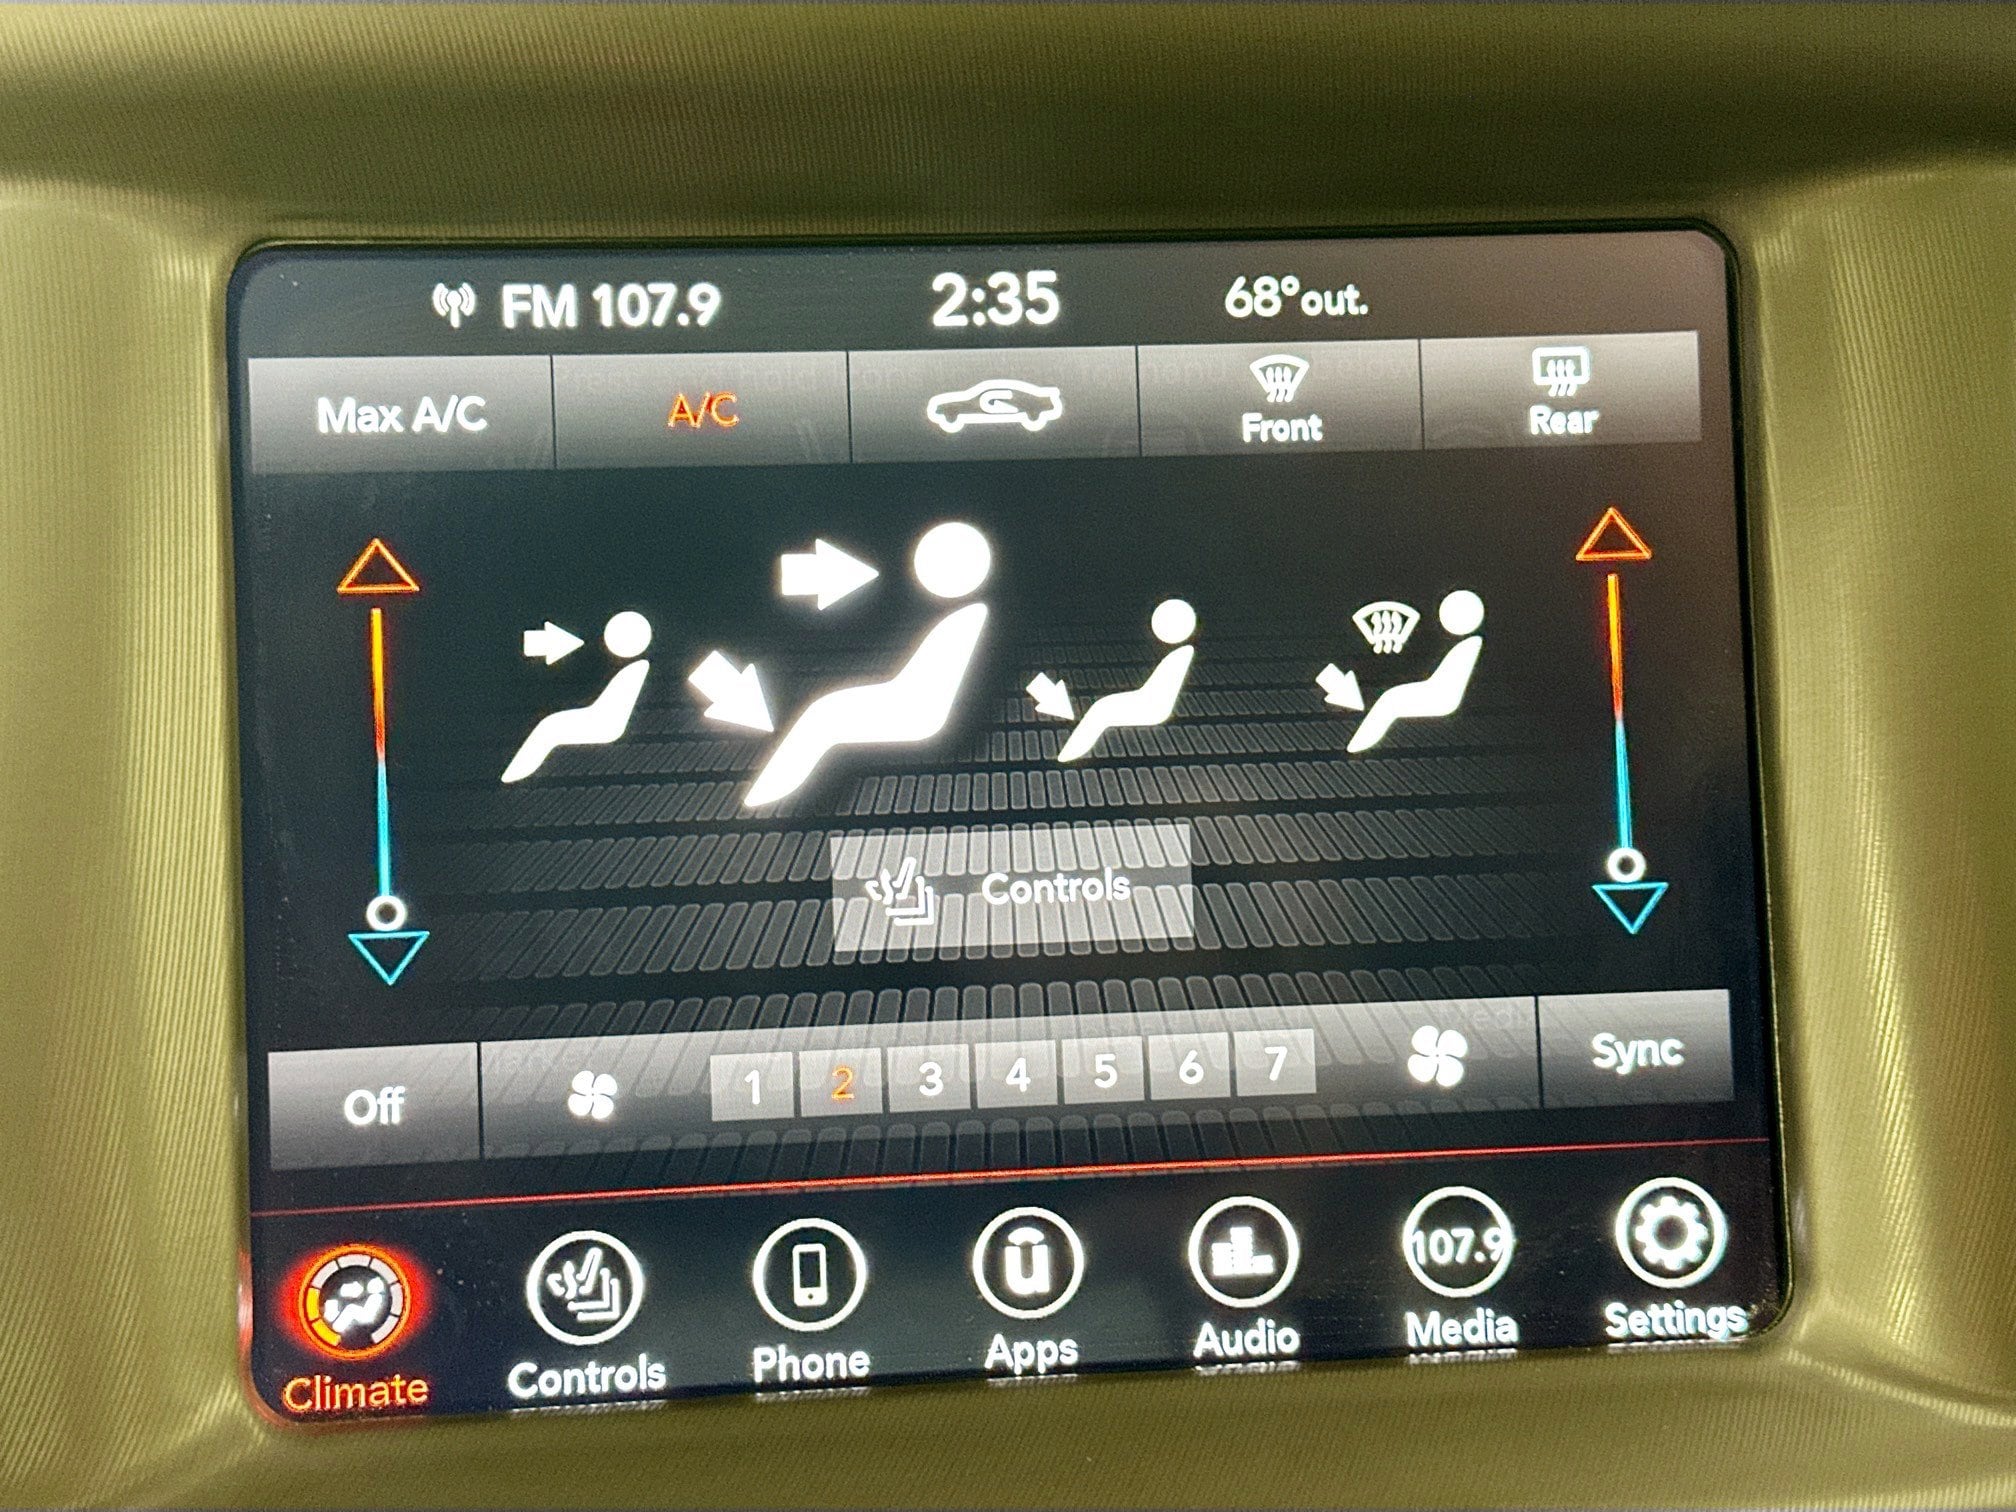 FM 107.9 2:35 68° out.
Max A/C A/C Front Rear
Controls
Off 1 2 3 4 5 6 7 Sync
u 107.9
Climate Controls Phone Apps Audio Media Settings